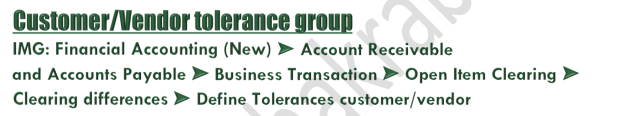 Customer/Vendor tolerance group
IMG: Financial Accounting (New) ➤ Account Receivable
and Accounts Payable ➤ Business Transaction ➤ Open Item Clearing ➤
Clearing differences ➤ Define Tolerances customer/vendor